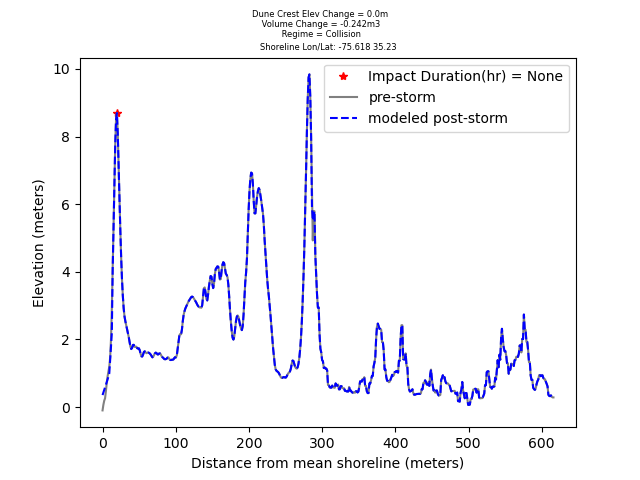 Dune Crest Elev Change = 0.0m
Volume Change = -0.242m3
Regime = Collision
Shoreline Lon/Lat: -75.618 35.23
Impact Duration(hr) = None
pre-storm
modeled post-storm
Elevation (meters)
10
8
6
4
2
0
0 100 200 300 400 500 600
Distance from mean shoreline (meters)